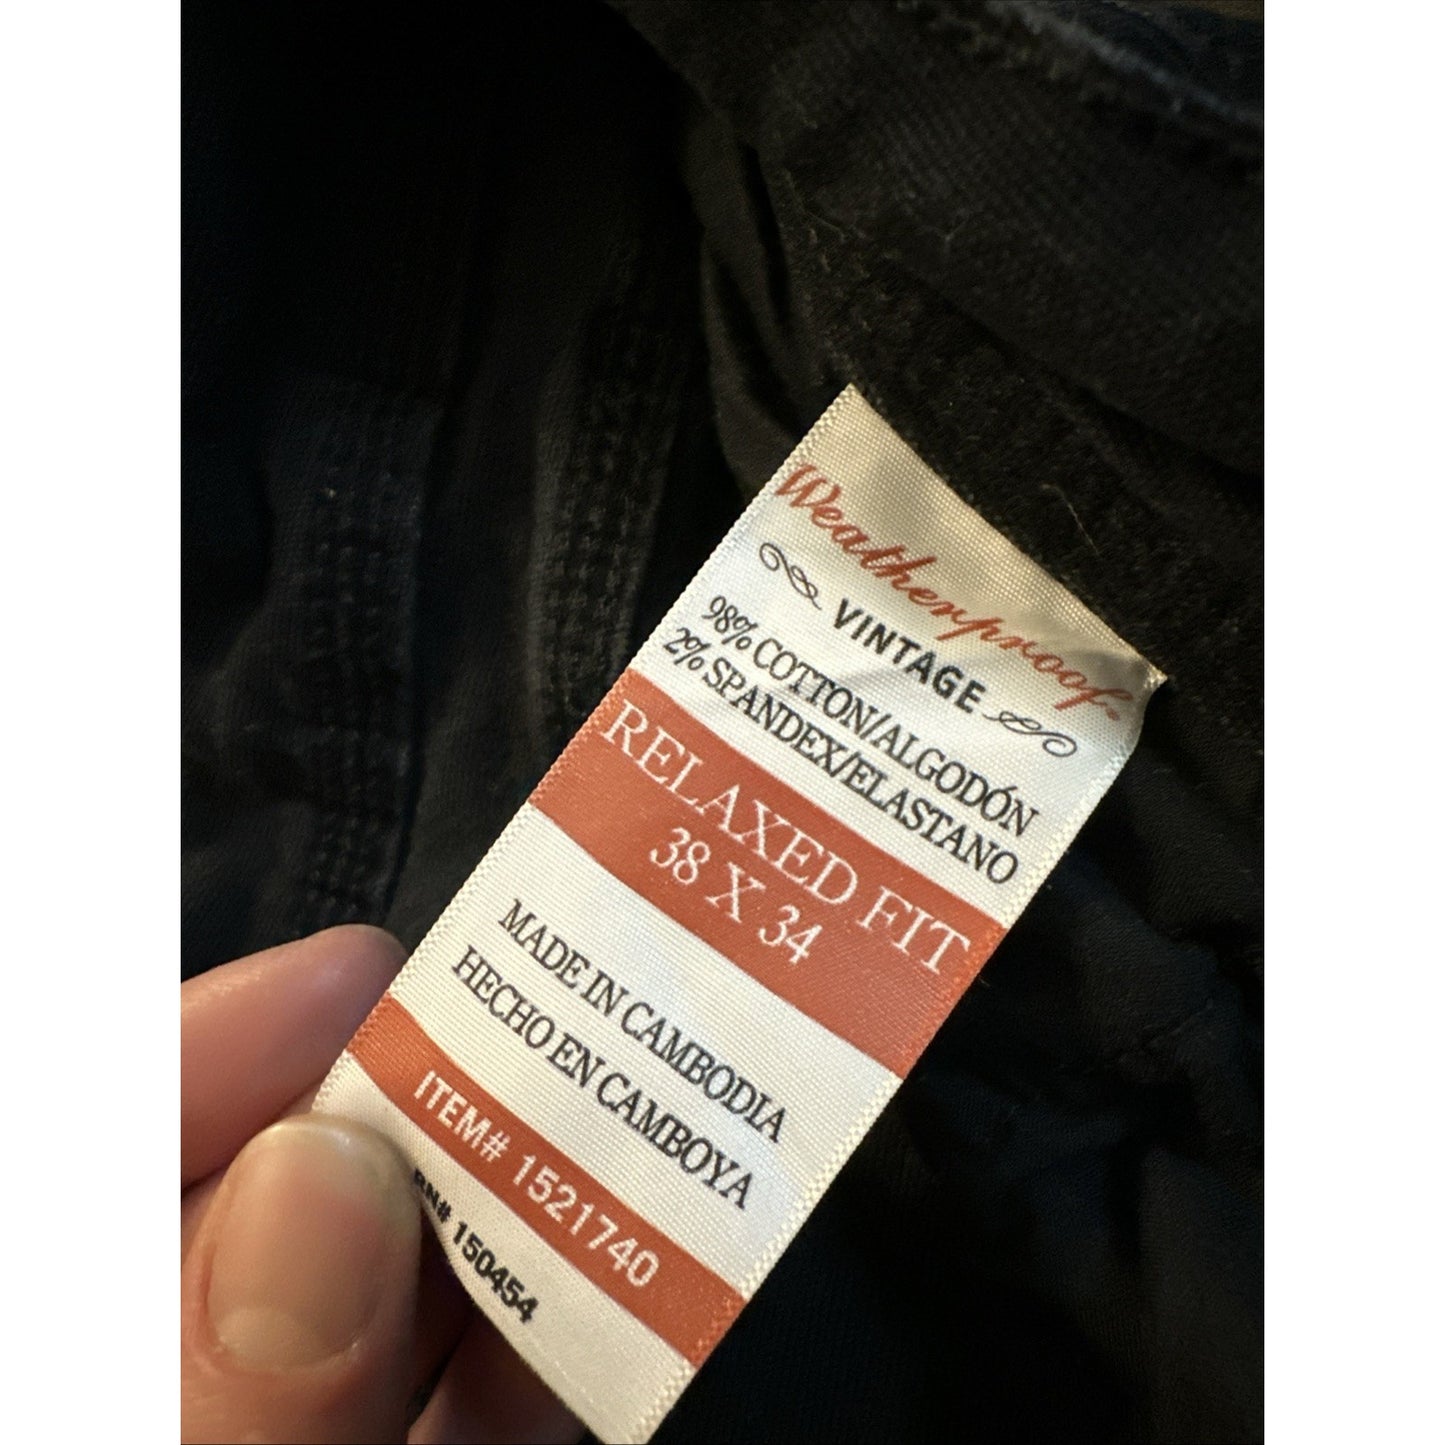 Weatherproof®
VINTAGE
98% COTTON/ALGODÓN
2% SPANDEX/ELASTANO
RELAXED FIT
38 X 34
MADE IN CAMBODIA
HECHO EN CAMBOYA
ITEM# 1521740
RN# 150454